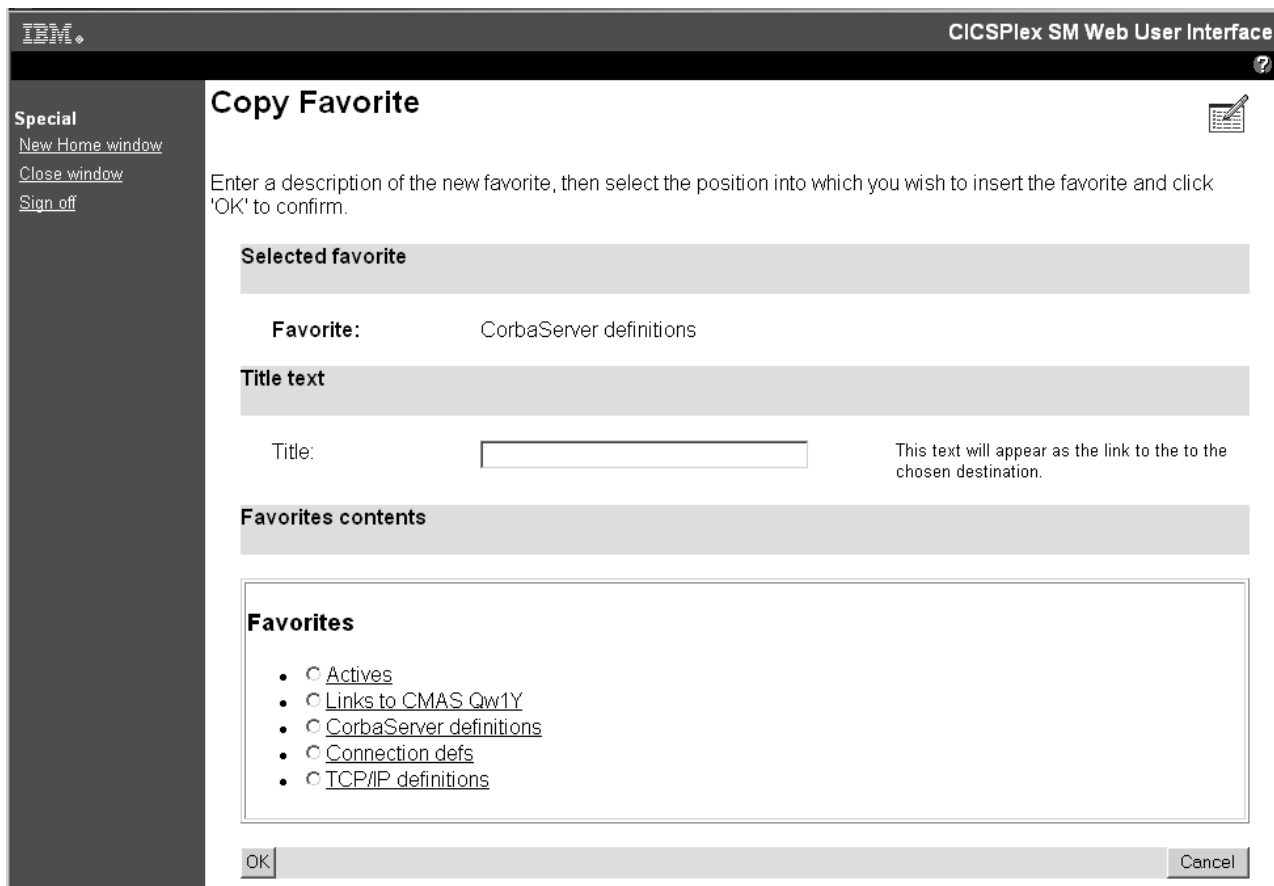 IBM.
CICSPlex SM Web User Interface
?
Special
New Home window
Close window
Sign off
Copy Favorite
Enter a description of the new favorite, then select the position into which you wish to insert the favorite and click
'OK' to confirm.
Selected favorite
Favorite: CorbaServer definitions
Title text
Title:
This text will appear as the link to the to the
chosen destination.
Favorites contents
Favorites
• Actives
• Links to CMAS Qw1Y
• CorbaServer definitions
• Connection defs
• TCP/IP definitions
OK
Cancel